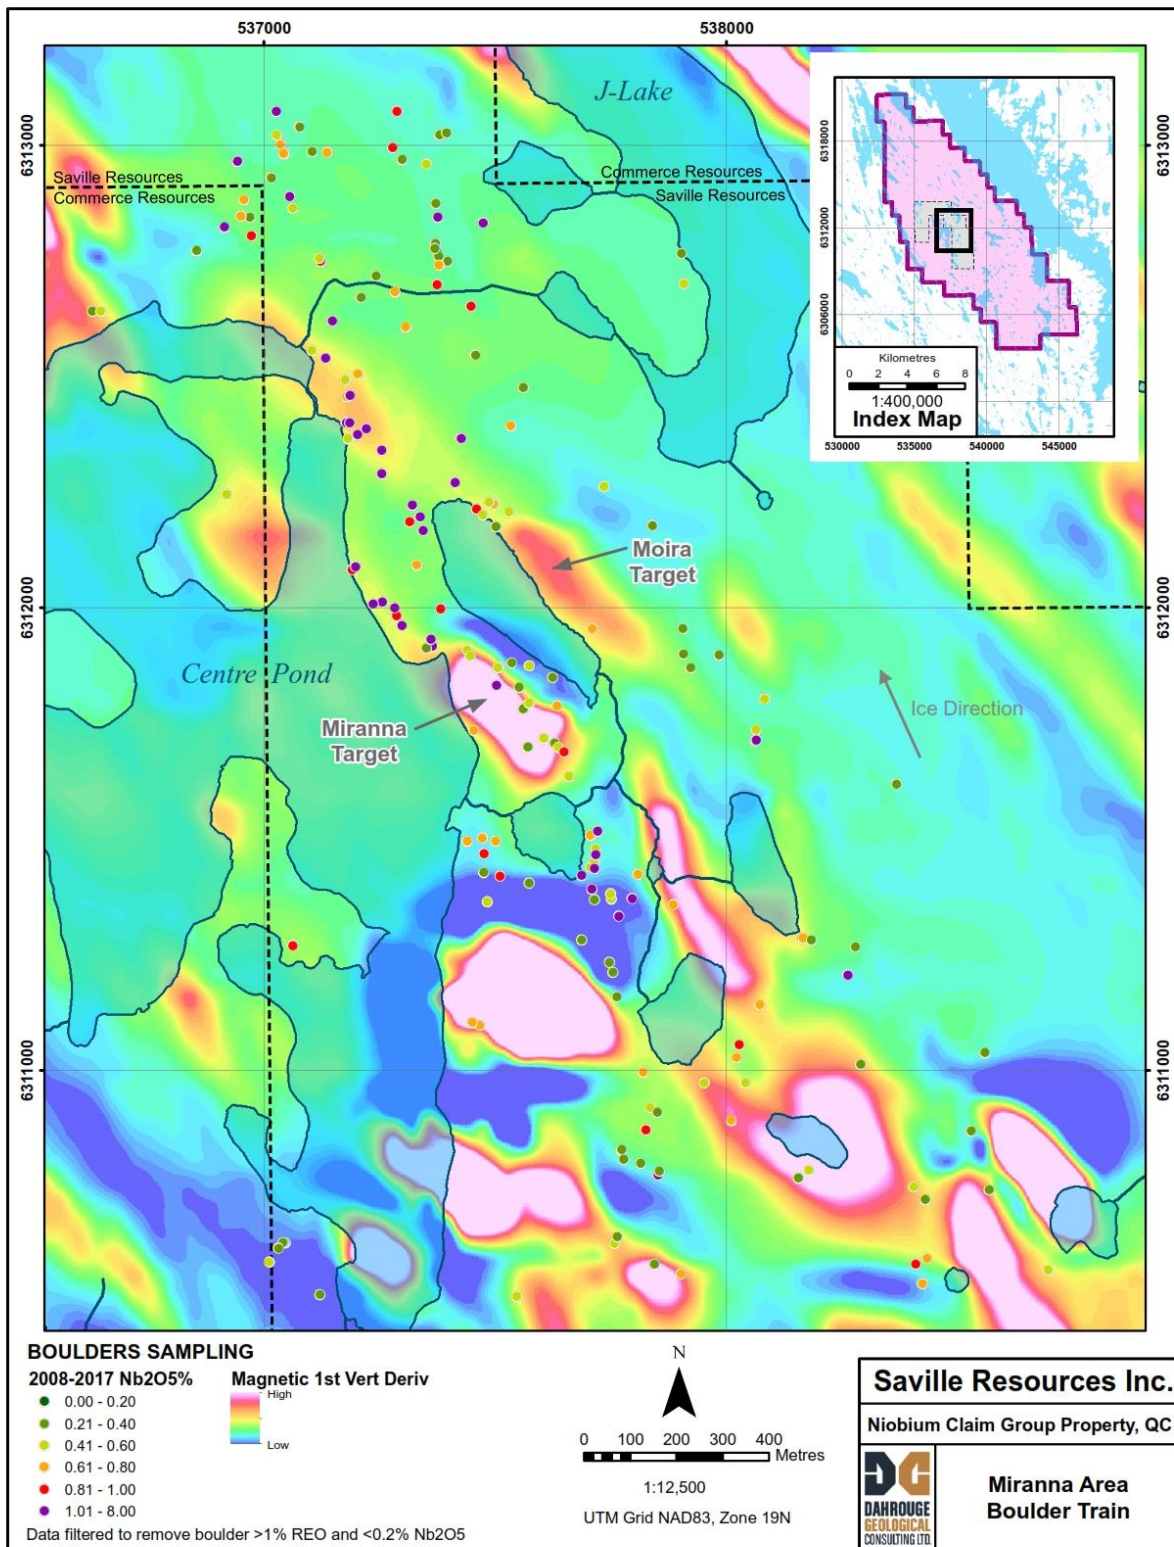 537000
538000
J-Lake
6313000
6313000
Saville Resources
Commerce Resources
Commerce Resources
Saville Resources
6318000
6312000
6306000
Kilometres
0 2 4 6 8
1:400,000
Index Map
530000 535000 540000 545000
Moira
Target
6312000
6312000
Centre Pond
Miranna
Target
Ice Direction
6311000
6311000
BOULDERS SAMPLING
2008-2017 Nb2O5%
0.00 - 0.20
0.21 - 0.40
0.41 - 0.60
0.61 - 0.80
0.81 - 1.00
1.01 - 8.00
Magnetic 1st Vert Deriv
High
Low
Data filtered to remove boulder >1% REO and <0.2% Nb2O5
N
0 100 200 300 400
Metres
1:12,500
UTM Grid NAD83, Zone 19N
Saville Resources Inc.
Niobium Claim Group Property, QC
DAHROUGE
GEOLOGICAL
CONSULTING LTD.
Miranna Area
Boulder Train